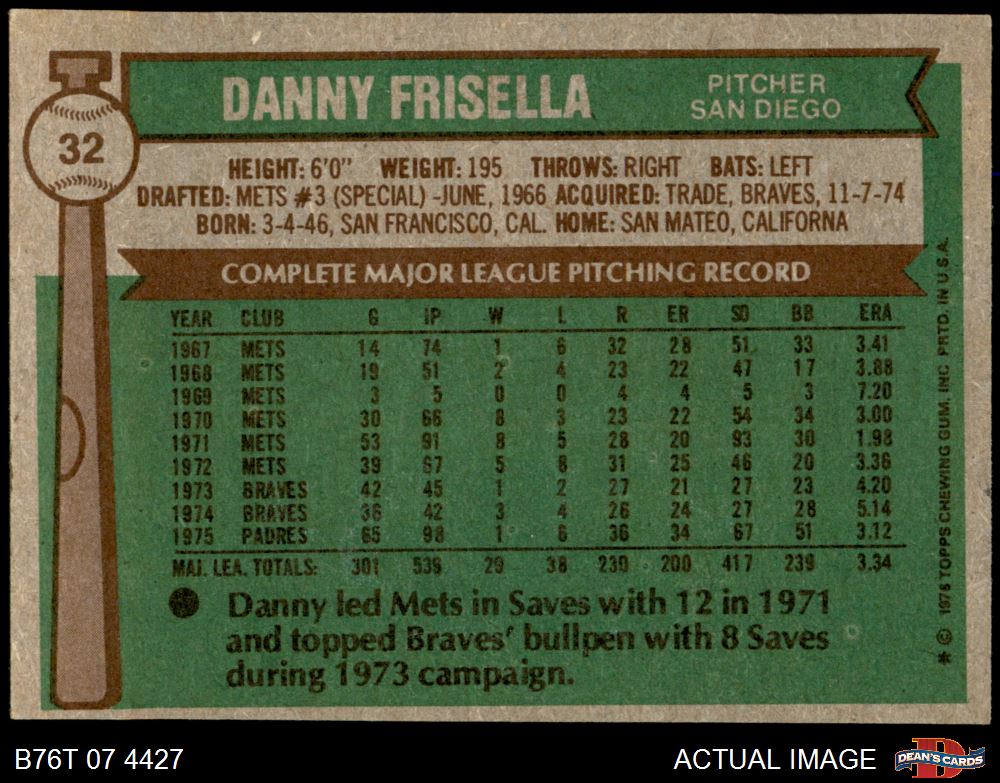 32
DANNY FRISELLA
PITCHER
SAN DIEGO
HEIGHT: 6'0" WEIGHT: 195 THROWS: RIGHT BATS: LEFT
DRAFTED: METS #3 (SPECIAL) -JUNE, 1966 ACQUIRED: TRADE, BRAVES, 11-7-74
BORN: 3-4-46, SAN FRANCISCO, CAL. HOME: SAN MATEO, CALIFORNIA
COMPLETE MAJOR LEAGUE PITCHING RECORD
YEAR CLUB G IP W L R ER SO BB ERA
1967 METS 14 74 1 6 32 28 51 33 3.41
1968 METS 19 51 2 4 23 22 47 17 3.88
1969 METS 3 5 0 0 4 4 5 3 7.20
1970 METS 30 66 8 3 23 22 54 34 3.00
1971 METS 53 91 8 5 28 20 93 30 1.98
1972 METS 39 67 5 8 31 25 46 20 3.36
1973 BRAVES 42 45 1 2 27 21 27 23 4.20
1974 BRAVES 36 42 3 4 26 24 27 28 5.14
1975 PADRES 65 98 1 6 36 34 67 51 3.12
MAJ. LEA. TOTALS: 301 539 29 38 230 200 417 239 3.34
Danny led Mets in Saves with 12 in 1971
and topped Braves' bullpen with 8 Saves
during 1973 campaign.
* © 1976 TOPPS CHEWING GUM, INC. PRTD. IN U.S.A.
B76T 07 4427
ACTUAL IMAGE
DEAN'S CARDS